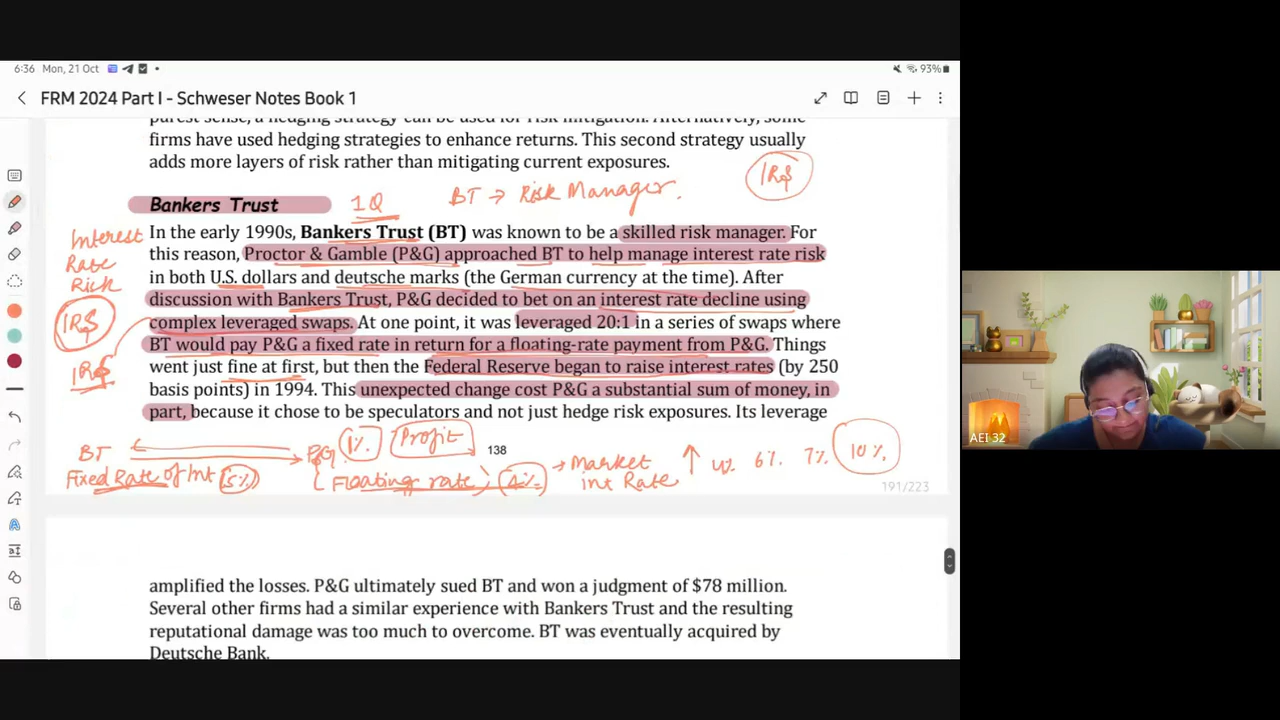 6:36 Mon, 21 Oct
93%
FRM 2024 Part I - Schweser Notes Book 1
purest sense, a hedging strategy can be used for risk mitigation. Alternatively, some
firms have used hedging strategies to enhance returns. This second strategy usually
adds more layers of risk rather than mitigating current exposures.
IR$
Bankers Trust
1Q
BT → Risk Manager.
Interest Rate Risk
IR$
IR$
In the early 1990s, Bankers Trust (BT) was known to be a skilled risk manager. For
this reason, Proctor & Gamble (P&G) approached BT to help manage interest rate risk
in both U.S. dollars and deutsche marks (the German currency at the time). After
discussion with Bankers Trust, P&G decided to bet on an interest rate decline using
complex leveraged swaps. At one point, it was leveraged 20:1 in a series of swaps where
BT would pay P&G a fixed rate in return for a floating-rate payment from P&G. Things
went just fine at first, but then the Federal Reserve began to raise interest rates (by 250
basis points) in 1994. This unexpected change cost P&G a substantial sum of money, in
part, because it chose to be speculators and not just hedge risk exposures. Its leverage
BT
P&G
1%
Profit
138
Fixed Rate of Int 5%
Floating rate
4%
→ Market int Rate ↑
6% 7% 10%
191/223
amplified the losses. P&G ultimately sued BT and won a judgment of $78 million.
Several other firms had a similar experience with Bankers Trust and the resulting
reputational damage was too much to overcome. BT was eventually acquired by
Deutsche Bank.
AEI 32